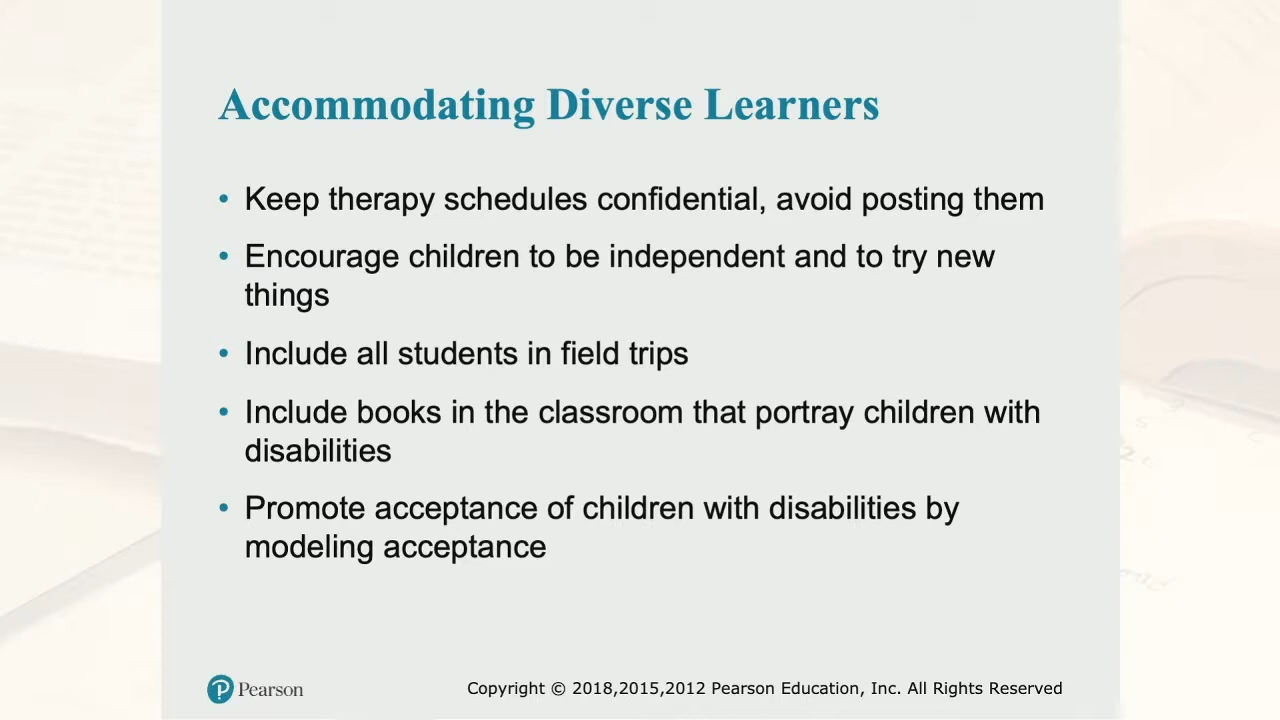 Accommodating Diverse Learners
• Keep therapy schedules confidential, avoid posting them
• Encourage children to be independent and to try new
things
• Include all students in field trips
• Include books in the classroom that portray children with
disabilities
• Promote acceptance of children with disabilities by
modeling acceptance
Pearson
Copyright © 2018,2015,2012 Pearson Education, Inc. All Rights Reserved